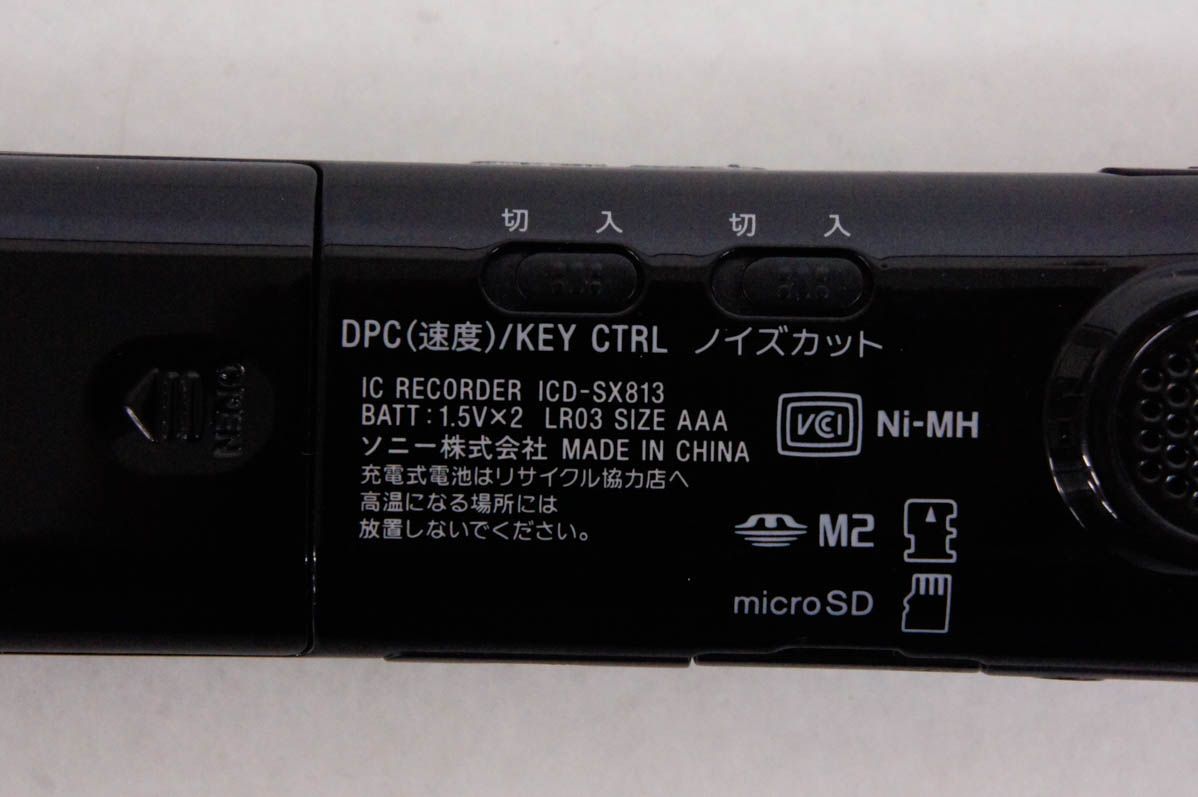 切 入 切 入
DPC(速度)/KEY CTRL ノイズカット
IC RECORDER ICD-SX813
BATT:1.5V×2 LR03 SIZE AAA
ソニー株式会社 MADE IN CHINA
充電式電池はリサイクル協力店へ
高温になる場所には
放置しないでください。
VCCI Ni-MH
M2
microSD
OPEN